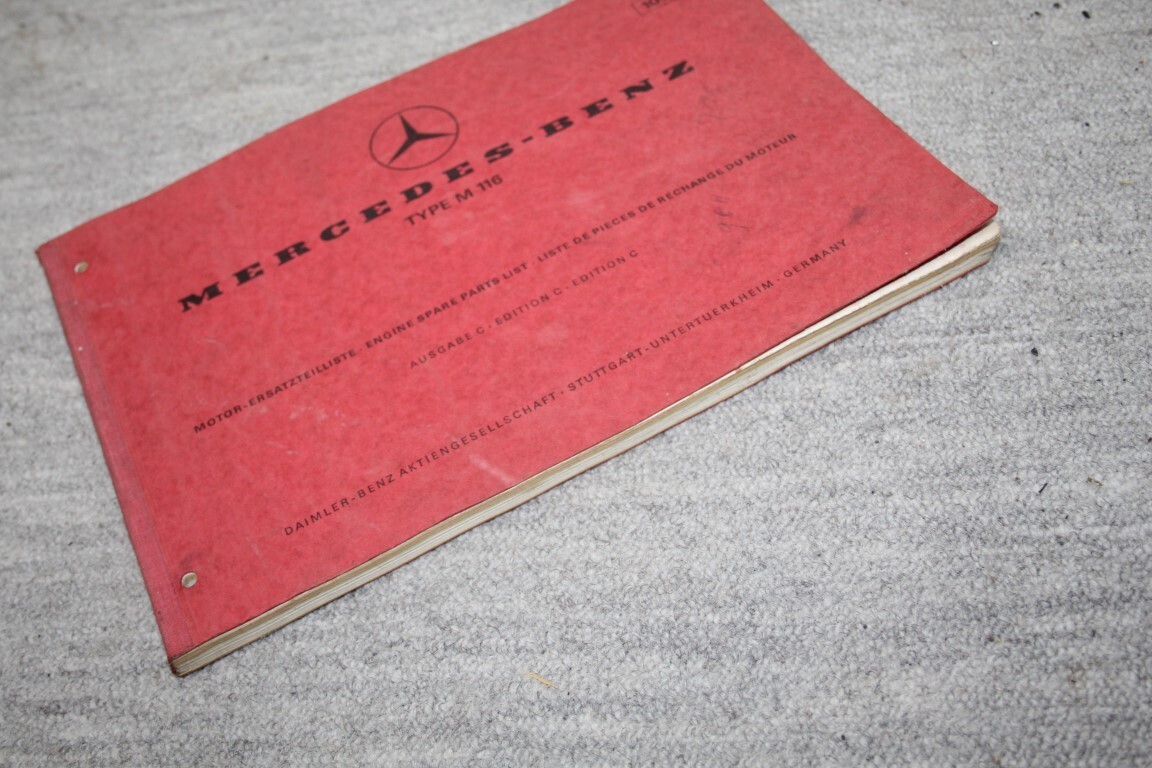 MERCEDES-BENZ
TYPE M 116
MOTOR-ERSATZTEILLISTE · ENGINE SPARE PARTS LIST · LISTE DE PIECES DE RECHANGE DU MOTEUR
AUSGABE C · EDITION C · EDITION C
DAIMLER-BENZ AKTIENGESELLSCHAFT · STUTTGART-UNTERTUERKHEIM · GERMANY